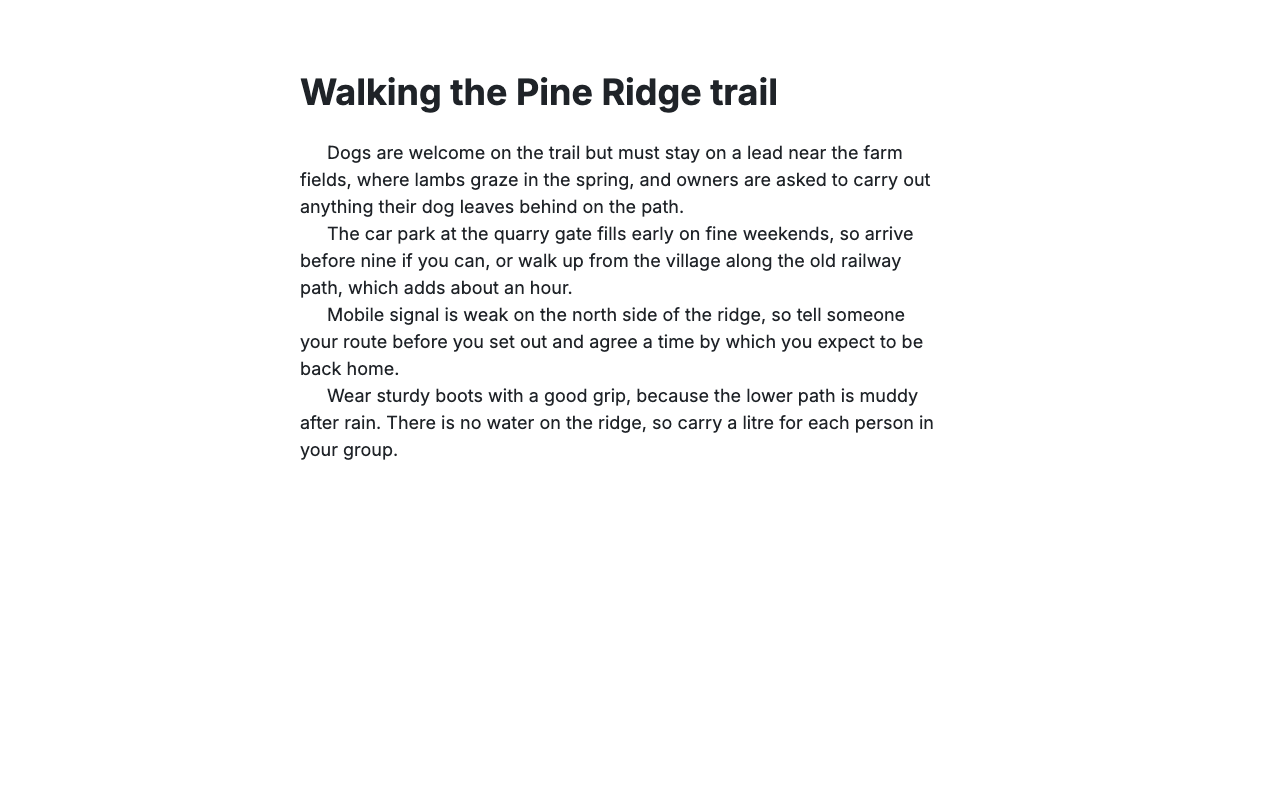 Walking the Pine Ridge trail
Dogs are welcome on the trail but must stay on a lead near the farm
fields, where lambs graze in the spring, and owners are asked to carry out
anything their dog leaves behind on the path.
The car park at the quarry gate fills early on fine weekends, so arrive
before nine if you can, or walk up from the village along the old railway
path, which adds about an hour.
Mobile signal is weak on the north side of the ridge, so tell someone
your route before you set out and agree a time by which you expect to be
back home.
Wear sturdy boots with a good grip, because the lower path is muddy
after rain. There is no water on the ridge, so carry a litre for each person in
your group.